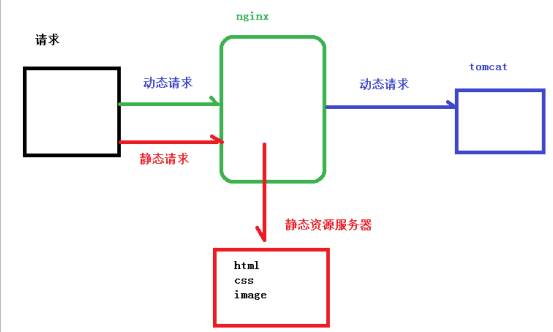 nginx
请求
tomcat
动态请求
动态请求
静态请求
静态资源服务器
html
css
image